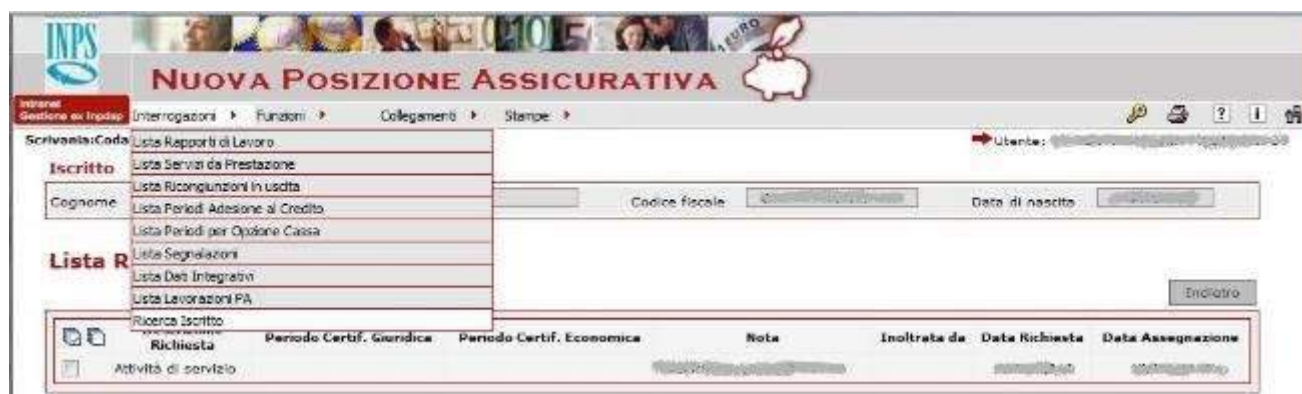 INPS
NUOVA POSIZIONE ASSICURATIVA
Intranet
Gestione ex Inpdap
Interrogazioni Funzioni Collegamenti Stampe
Scrivania:Coda
Utente:
Lista Rapporti di Lavoro
Iscritto
Lista Servizi da Prestazione
Lista Ricongiunzioni in uscita
Cognome
Codice fiscale
Data di nascita
Lista Periodi Adesione al Credito
Lista Periodi per Opzione Cassa
Lista Segnalazioni
Lista R
Lista Dati Integrativi
Lista Lavorazioni PA
Indietro
Ricerca Iscritto
Richiesta Periodo Certif. Giuridica Periodo Certif. Economica Nota Inoltrata da Data Richiesta Data Assegnazione
Attività di servizio